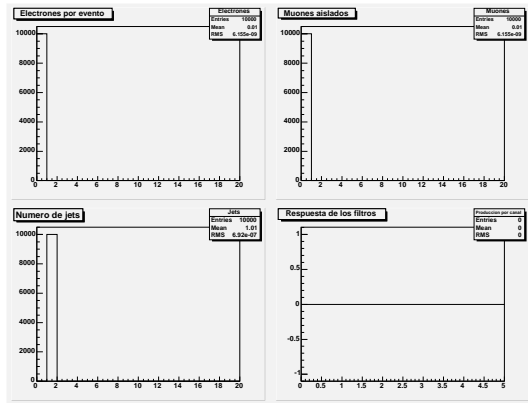 Electrones por evento
Electrones
Entries 10000
Mean 0.01
RMS 6.155e-09
10000
8000
6000
4000
2000
0
0 2 4 6 8 10 12 14 16 18 20
Muones aislados
Muones
Entries 10000
Mean 0.01
RMS 6.155e-09
10000
8000
6000
4000
2000
0
0 2 4 6 8 10 12 14 16 18 20
Numero de jets
Jets
Entries 10000
Mean 1.01
RMS 6.92e-07
10000
8000
6000
4000
2000
0
0 2 4 6 8 10 12 14 16 18 20
Respuesta de los filtros
Produccion por canal
Entries 0
Mean 0
RMS 0
1
0.5
0
-0.5
-1
0 0.5 1 1.5 2 2.5 3 3.5 4 4.5 5